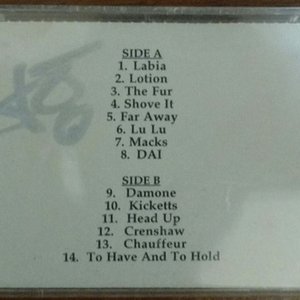 SIDE A
1. Labia
2. Lotion
3. The Fur
4. Shove It
5. Far Away
6. Lu Lu
7. Macks
8. DAI
SIDE B
9. Damone
10. Kicketts
11. Head Up
12. Crenshaw
13. Chauffeur
14. To Have And To Hold